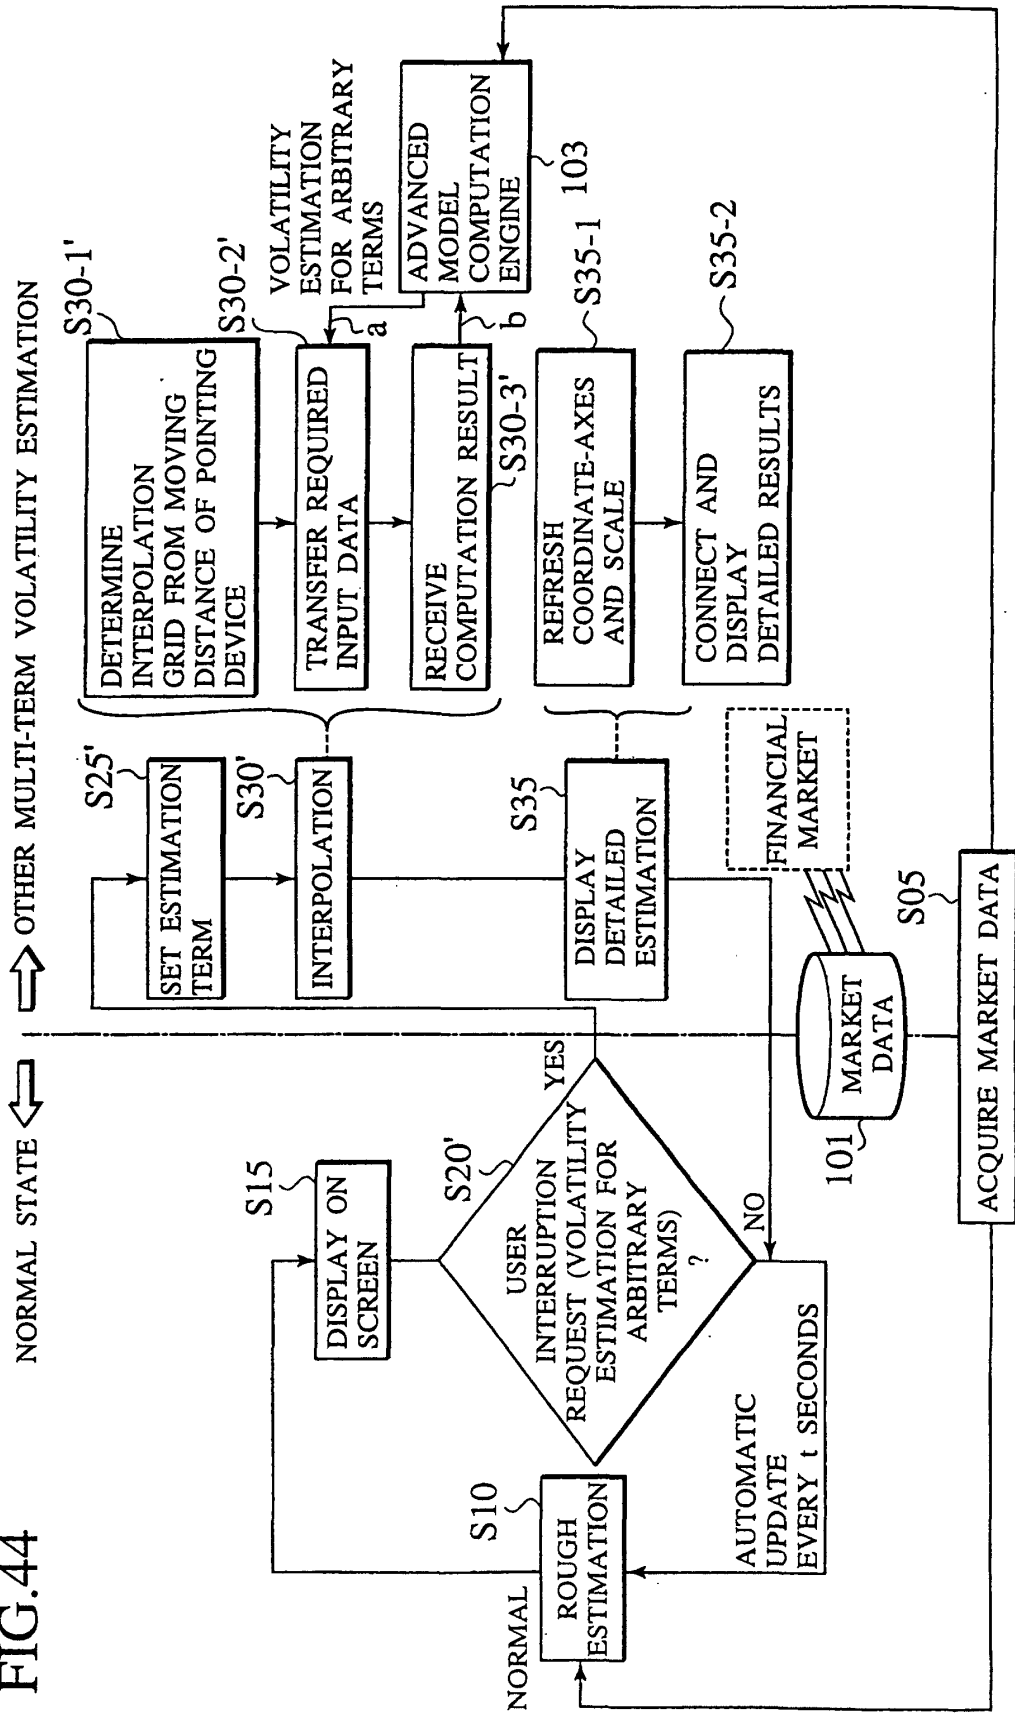 FIG.44
NORMAL STATE
OTHER MULTI-TERM VOLATILITY ESTIMATION
S15
DISPLAY ON
SCREEN
S20'
USER
INTERRUPTION
REQUEST (VOLATILITY
ESTIMATION FOR
ARBITRARY
TERMS)
?
YES
NO
NORMAL
S10
ROUGH
ESTIMATION
AUTOMATIC
UPDATE
EVERY t SECONDS
S25'
SET ESTIMATION
TERM
S30'
INTERPOLATION
S35
DISPLAY
DETAILED
ESTIMATION
S30-1'
DETERMINE
INTERPOLATION
GRID FROM MOVING
DISTANCE OF POINTING
DEVICE
S30-2'
TRANSFER REQUIRED
INPUT DATA
RECEIVE
COMPUTATION RESULT
S30-3'
VOLATILITY
ESTIMATION
FOR ARBITRARY
TERMS
a
b
ADVANCED
MODEL
COMPUTATION
ENGINE
103
S35-1
REFRESH
COORDINATE-AXES
AND SCALE
S35-2
CONNECT AND
DISPLAY
DETAILED RESULTS
FINANCIAL
MARKET
MARKET
DATA
101
S05
ACQUIRE MARKET DATA